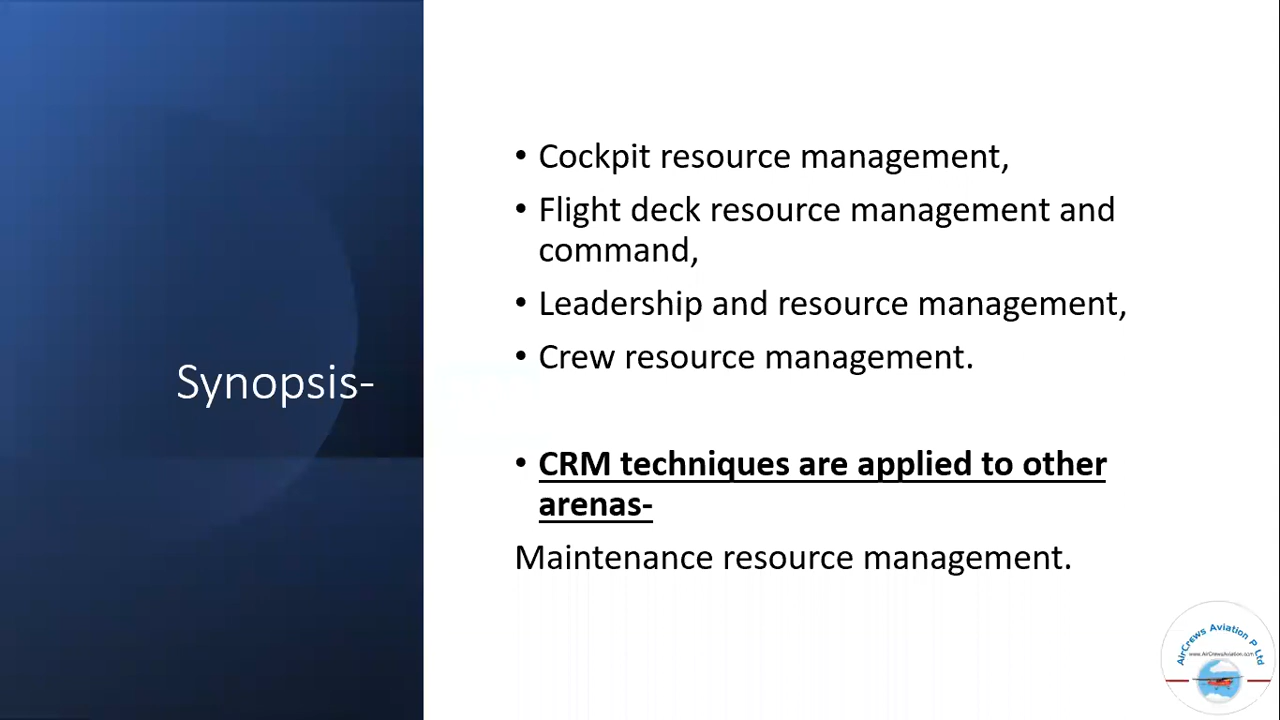 Synopsis-
• Cockpit resource management,
• Flight deck resource management and
command,
• Leadership and resource management,
• Crew resource management.
• CRM techniques are applied to other
arenas-
Maintenance resource management.
AirCrews Aviation P Ltd
www.AirCrewsAviation.com